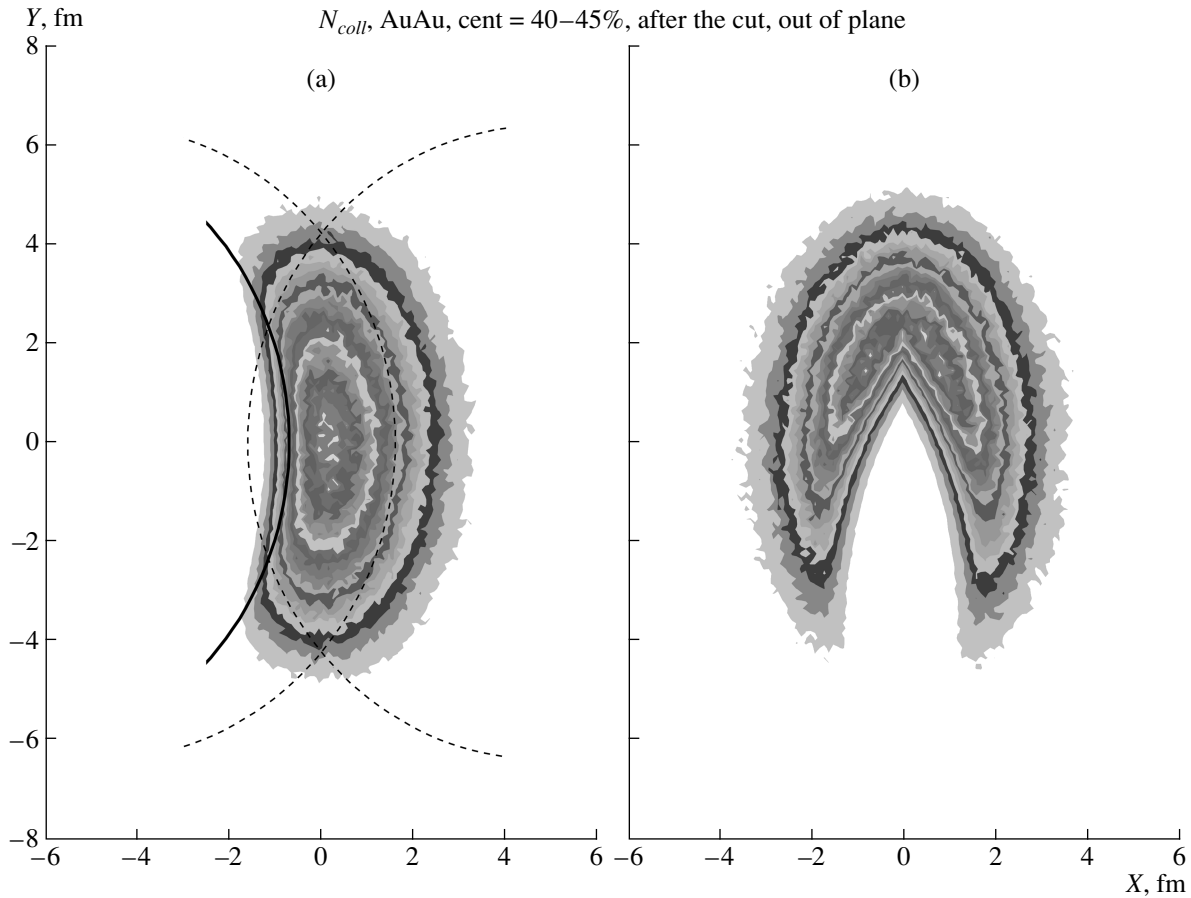 N_coll, AuAu, cent = 40–45%, after the cut, out of plane
Y, fm
(a)
(b)
8
6
4
2
0
–2
–4
–6
–8
–6 –4 –2 0 2 4 6 –6 –4 –2 0 2 4 6
X, fm